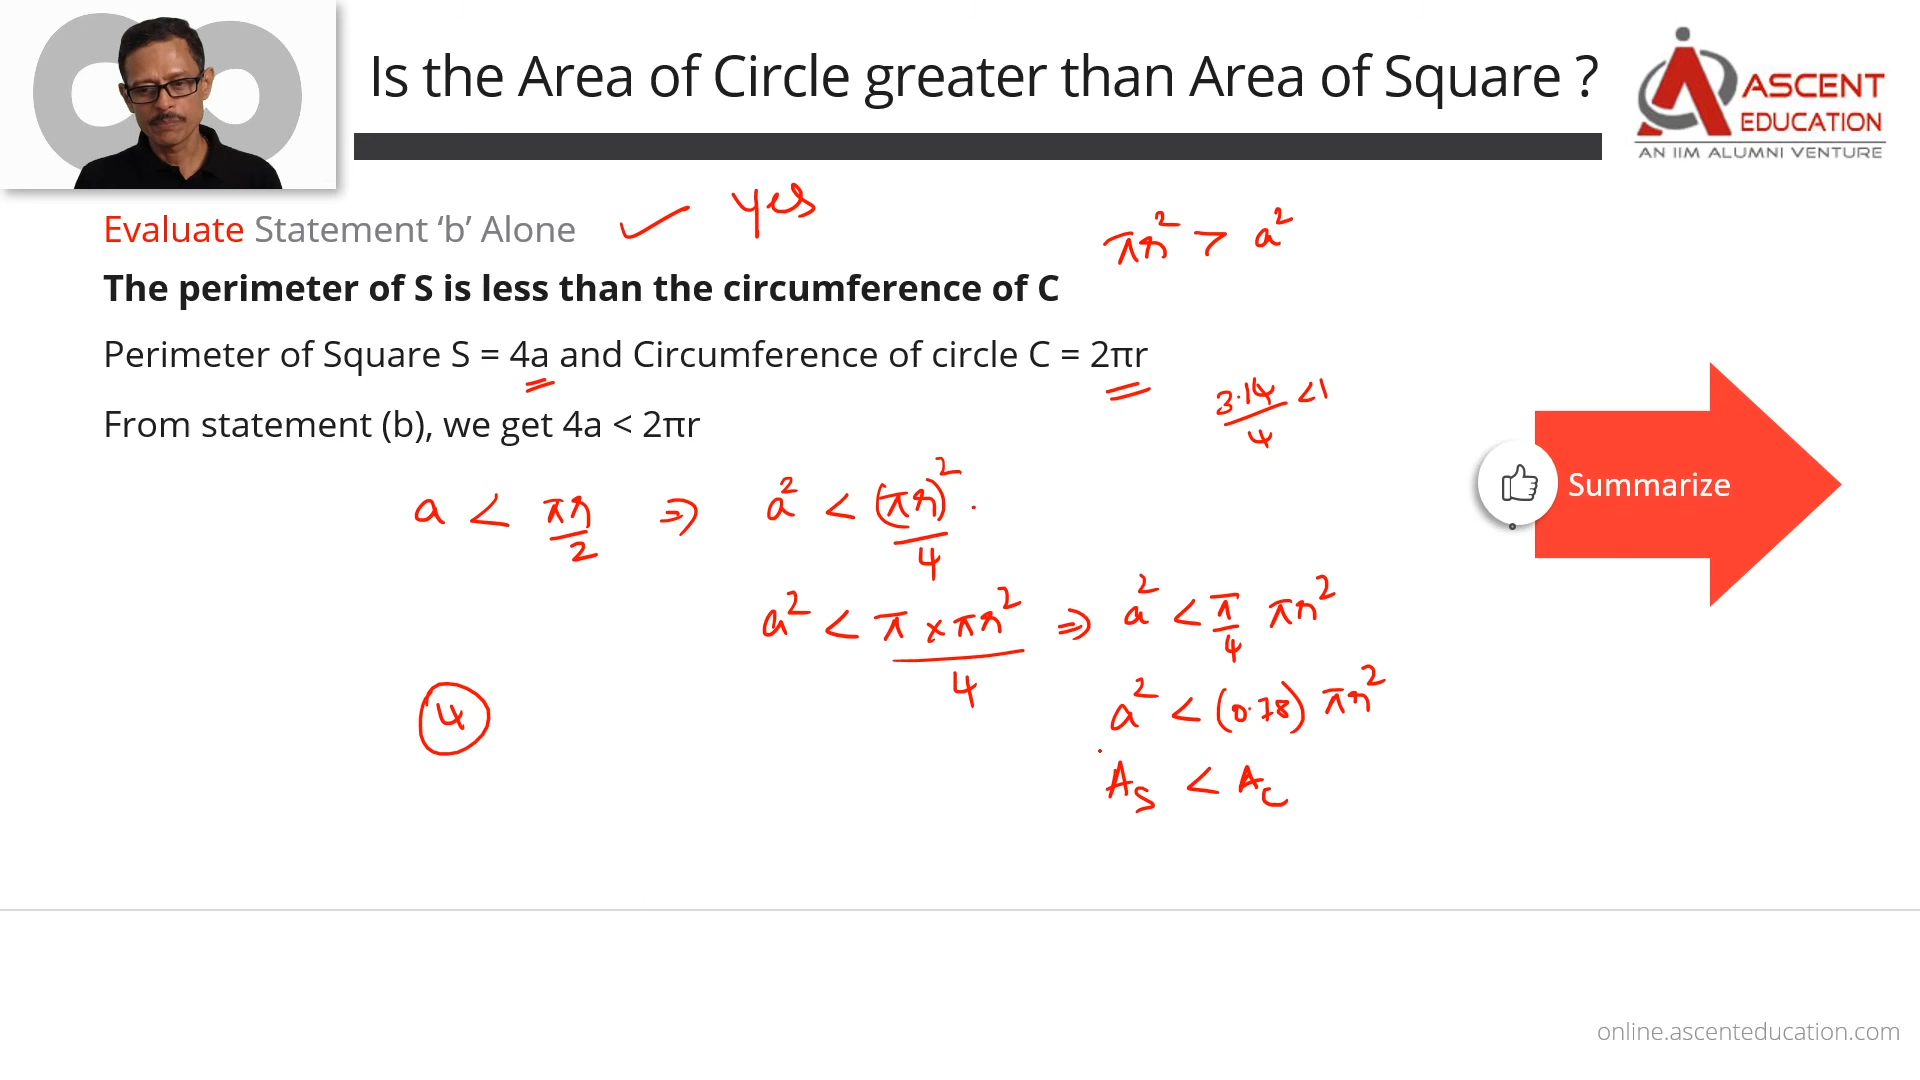 Is the Area of Circle greater than Area of Square ?
ASCENT
EDUCATION
AN IIM ALUMNI VENTURE
Evaluate Statement ‘b’ Alone
yes
πr² > a²
The perimeter of S is less than the circumference of C
Perimeter of Square S = 4a and Circumference of circle C = 2πr
3.14/4 < 1
From statement (b), we get 4a < 2πr
a < πr/2 ⇒ a² < (πr)²/4
Summarize
a² < π × πr²/4 ⇒ a² < π/4 πr²
4
a² < (0.78) πr²
A_S < A_C
online.ascenteducation.com